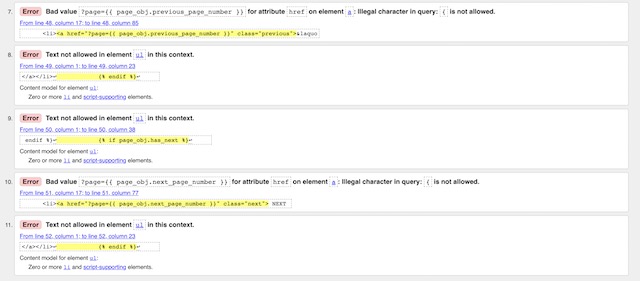 7. Error Bad value ?page={{ page_obj.previous_page_number }} for attribute href on element a: Illegal character in query: { is not allowed.
From line 48, column 17; to line 48, column 85
<li><a href="?page={{ page_obj.previous_page_number }}" class="previous">&laquo
8. Error Text not allowed in element ul in this context.
From line 49, column 1; to line 49, column 23
</a></li>↩ {% endif %}↩
Content model for element ul:
Zero or more li and script-supporting elements.
9. Error Text not allowed in element ul in this context.
From line 50, column 1; to line 50, column 38
endif %}↩ {% if page_obj.has_next %}↩
Content model for element ul:
Zero or more li and script-supporting elements.
10. Error Bad value ?page={{ page_obj.next_page_number }} for attribute href on element a: Illegal character in query: { is not allowed.
From line 51, column 17; to line 51, column 77
<li><a href="?page={{ page_obj.next_page_number }}" class="next"> NEXT
11. Error Text not allowed in element ul in this context.
From line 52, column 1; to line 52, column 23
</a></li>↩ {% endif %}↩
Content model for element ul:
Zero or more li and script-supporting elements.